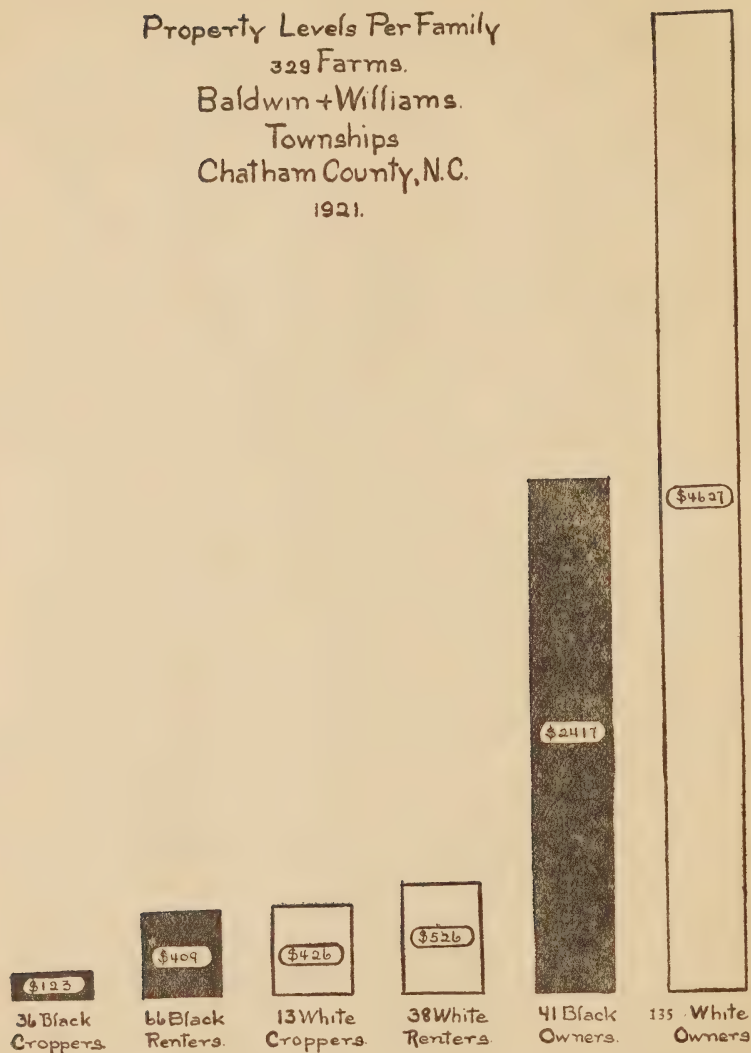 Property Levels Per Family
329 Farms.
Baldwin + Williams.
Townships
Chatham County, N.C.
1921.
$4627
$2417
$526
$426
$409
$123
36 Black
Croppers
66 Black
Renters.
13 White
Croppers.
38 White
Renters.
41 Black
Owners.
135 White
Owners